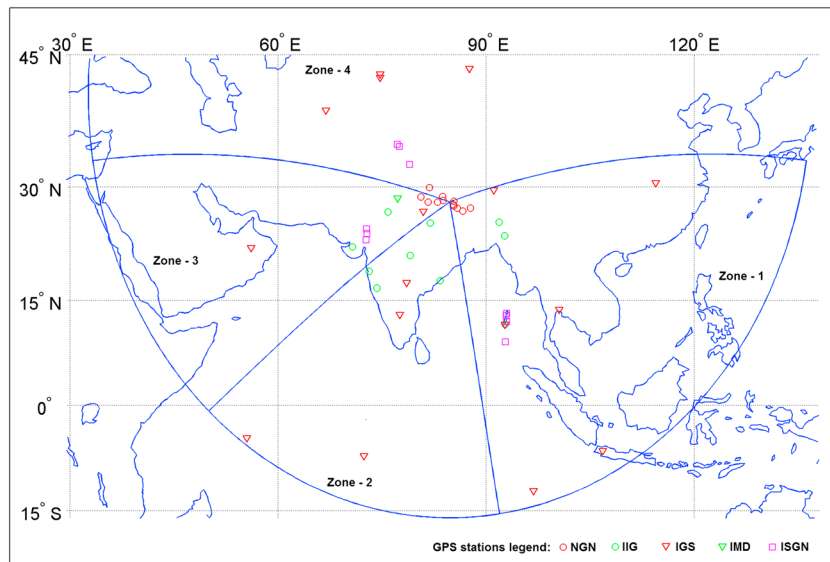 30° E 60° E 90° E 120° E
45° N
Zone - 4
30° N
Zone - 3
Zone - 1
15° N
0°
Zone - 2
15° S
GPS stations legend: NGN IIG IGS IMD ISGN